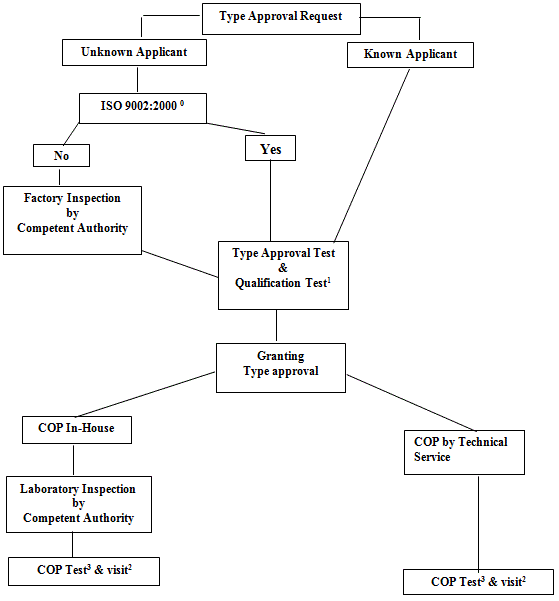 Type Approval Request
Unknown Applicant
Known Applicant
ISO 9002:2000 ⁰
No
Yes
Factory Inspection
by
Competent Authority
Type Approval Test
&
Qualification Test¹
Granting
Type approval
COP In-House
COP by Technical
Service
Laboratory Inspection
by
Competent Authority
COP Test³ & visit²
COP Test³ & visit²